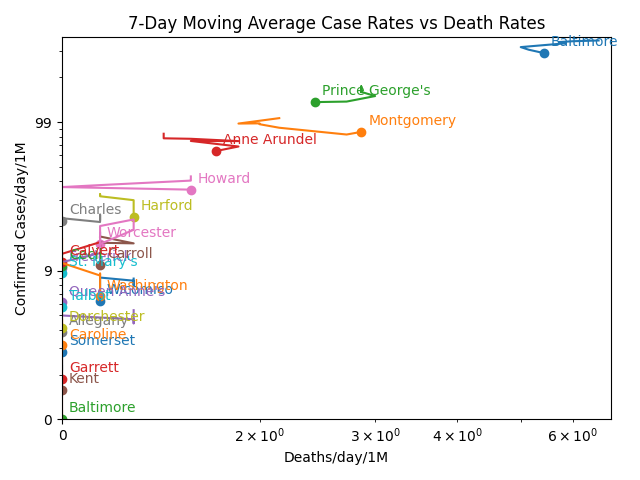 7-Day Moving Average Case Rates vs Death Rates
Baltimore
Prince George's
99
Montgomery
Anne Arundel
Howard
Harford
Charles
Worcester
Calvert
Carroll
St. Mary's
9
Washington
Wicomico
Queen Anne's
Talbot
Dorchester
Allegany
Caroline
Somerset
Garrett
Kent
Baltimore
0
Confirmed Cases/day/1M
0
2 × 10⁰
3 × 10⁰
4 × 10⁰
6 × 10⁰
Deaths/day/1M